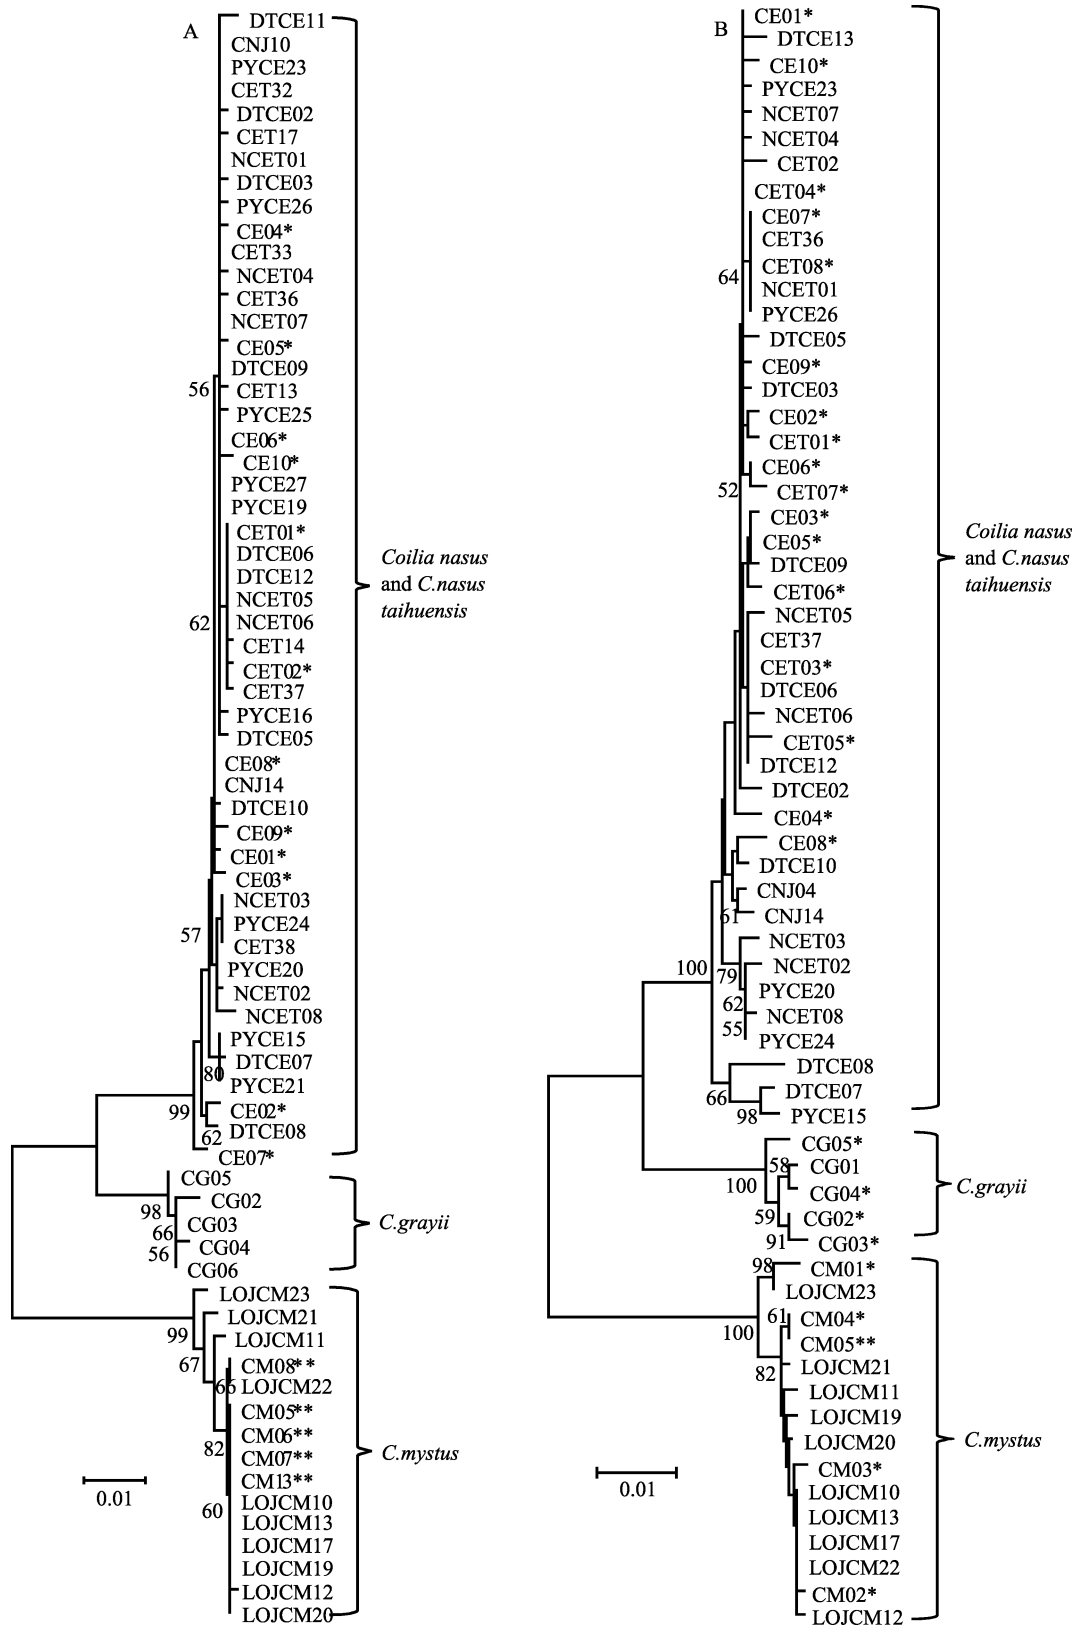 A
DTCE11
CNJ10
PYCE23
CET32
DTCE02
CET17
NCET01
DTCE03
PYCE26
CE04*
CET33
NCET04
CET36
NCET07
CE05*
DTCE09
56
CET13
PYCE25
CE06*
CE10*
PYCE27
PYCE19
CET01*
DTCE06
DTCE12
NCET05
62
NCET06
CET14
CET02*
CET37
PYCE16
DTCE05
CE08*
CNJ14
DTCE10
CE09*
CE01*
CE03*
NCET03
PYCE24
57
CET38
PYCE20
NCET02
NCET08
PYCE15
DTCE07
80
PYCE21
99
CE02*
62
DTCE08
CE07*
Coilia nasus
and C.nasus
taihuensis
CG05
CG02
98
CG03
66
CG04
56
CG06
C.grayii
LOJCM23
LOJCM21
99
LOJCM11
67
CM08**
66
LOJCM22
CM05**
CM06**
82
CM07**
CM13**
LOJCM10
60
LOJCM13
LOJCM17
LOJCM19
LOJCM12
LOJCM20
C.mystus
0.01
B
CE01*
DTCE13
CE10*
PYCE23
NCET07
NCET04
CET02
CET04*
CE07*
CET36
64
CET08*
NCET01
PYCE26
DTCE05
CE09*
DTCE03
CE02*
CET01*
CE06*
52
CET07*
CE03*
CE05*
DTCE09
CET06*
NCET05
CET37
CET03*
DTCE06
NCET06
CET05*
DTCE12
DTCE02
CE04*
CE08*
DTCE10
CNJ04
61
CNJ14
NCET03
100
79
NCET02
PYCE20
62
NCET08
55
PYCE24
DTCE08
66
DTCE07
98
PYCE15
Coilia nasus
and C.nasus
taihuensis
CG05*
58
CG01
100
CG04*
59
CG02*
91
CG03*
C.grayii
98
CM01*
LOJCM23
61
CM04*
100
CM05**
82
LOJCM21
LOJCM11
LOJCM19
LOJCM20
CM03*
LOJCM10
LOJCM13
LOJCM17
LOJCM22
CM02*
LOJCM12
C.mystus
0.01